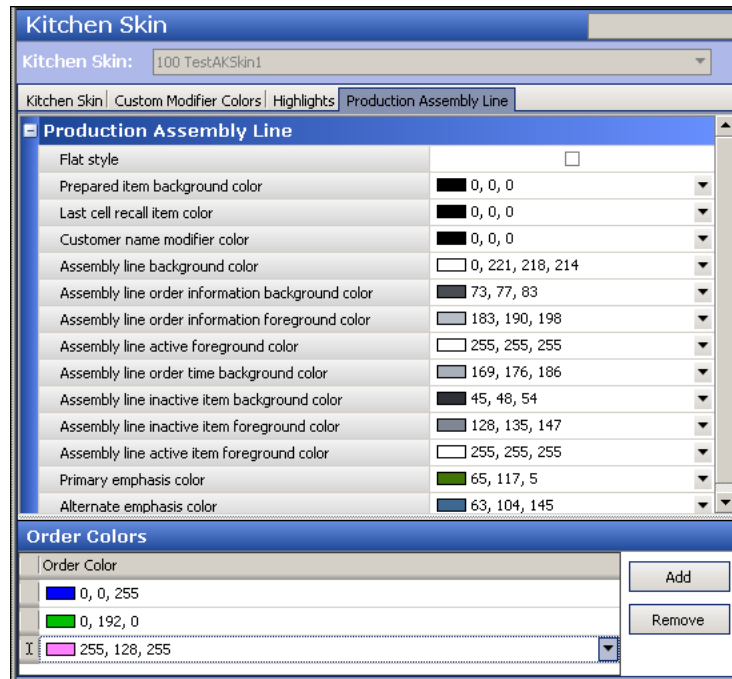 Kitchen Skin
Kitchen Skin: 100 TestAKSkin1
Kitchen Skin Custom Modifier Colors Highlights Production Assembly Line
Production Assembly Line
Flat style
Prepared item background color 0, 0, 0
Last cell recall item color 0, 0, 0
Customer name modifier color 0, 0, 0
Assembly line background color 0, 221, 218, 214
Assembly line order information background color 73, 77, 83
Assembly line order information foreground color 183, 190, 198
Assembly line active foreground color 255, 255, 255
Assembly line order time background color 169, 176, 186
Assembly line inactive item background color 45, 48, 54
Assembly line inactive item foreground color 128, 135, 147
Assembly line active item foreground color 255, 255, 255
Primary emphasis color 65, 117, 5
Alternate emphasis color 63, 104, 145
Order Colors
Order Color
Add
0, 0, 255
0, 192, 0
Remove
255, 128, 255